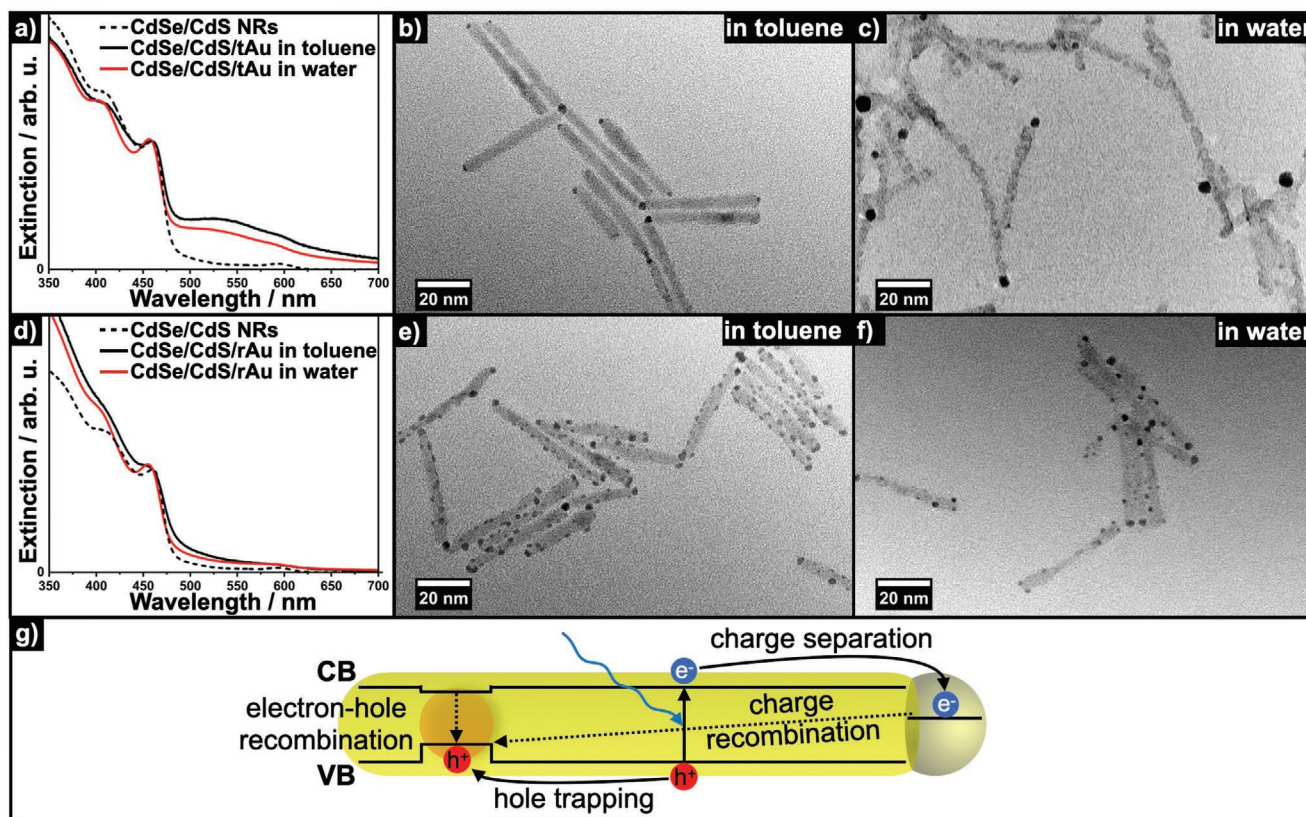 a)
CdSe/CdS NRs
CdSe/CdS/tAu in toluene
CdSe/CdS/tAu in water
Extinction / arb. u.
0
350 400 450 500 550 600 650 700
Wavelength / nm
b)
in toluene
20 nm
c)
in water
20 nm
d)
CdSe/CdS NRs
CdSe/CdS/rAu in toluene
CdSe/CdS/rAu in water
Extinction / arb. u.
0
350 400 450 500 550 600 650 700
Wavelength / nm
e)
in toluene
20 nm
f)
in water
20 nm
g)
CB
electron-hole
recombination
VB
h+
hole trapping
h+
e-
charge separation
e-
charge
recombination